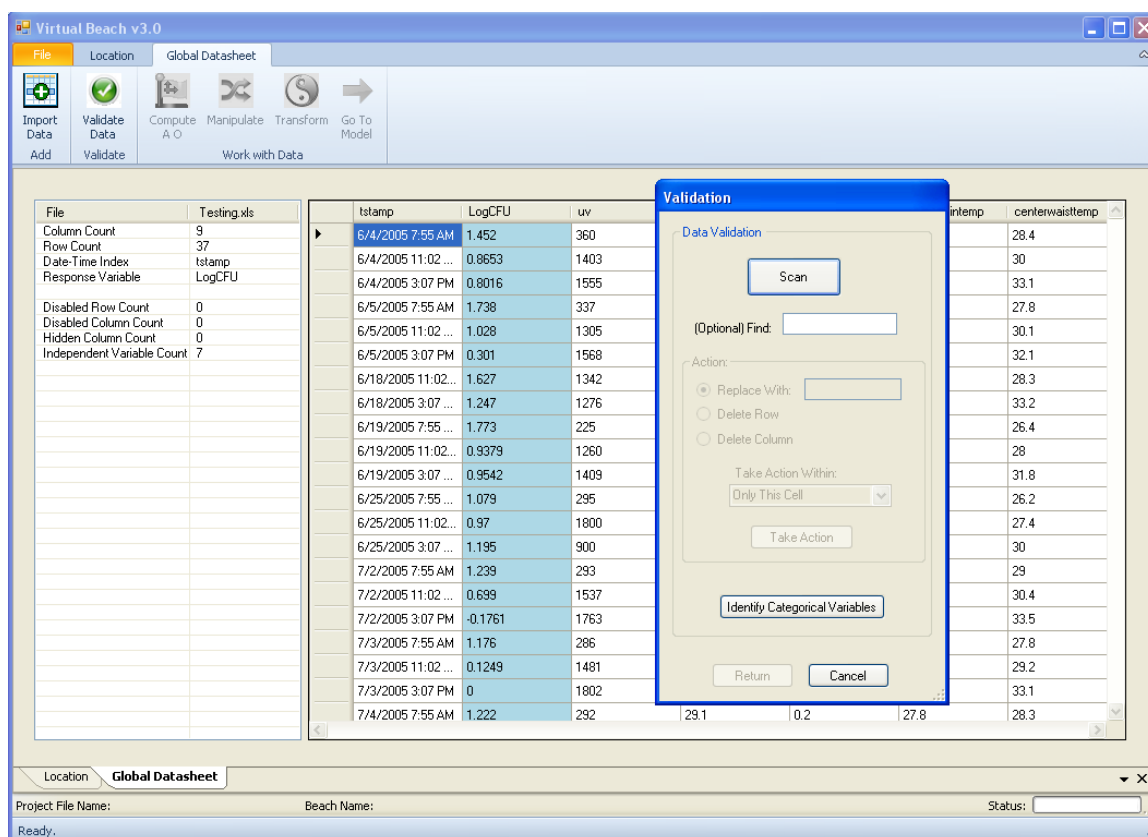 Virtual Beach v3.0
File Location Global Datasheet
Import Data Validate Data Compute A O Manipulate Transform Go To Model
Add Validate Work with Data
File Testing.xls
Column Count 9
Row Count 37
Date-Time Index tstamp
Response Variable LogCFU
Disabled Row Count 0
Disabled Column Count 0
Hidden Column Count 0
Independent Variable Count 7
tstamp LogCFU uv intemp centerwaisttemp
6/4/2005 7:55 AM 1.452 360 28.4
6/4/2005 11:02 ... 0.8653 1403 30
6/4/2005 3:07 PM 0.8016 1555 33.1
6/5/2005 7:55 AM 1.738 337 27.8
6/5/2005 11:02 ... 1.028 1305 30.1
6/5/2005 3:07 PM 0.301 1568 32.1
6/18/2005 11:02... 1.627 1342 28.3
6/18/2005 3:07 ... 1.247 1276 33.2
6/19/2005 7:55 ... 1.773 225 26.4
6/19/2005 11:02... 0.9379 1260 28
6/19/2005 3:07 ... 0.9542 1409 31.8
6/25/2005 7:55 ... 1.079 295 26.2
6/25/2005 11:02... 0.97 1800 27.4
6/25/2005 3:07 ... 1.195 900 30
7/2/2005 7:55 AM 1.239 293 29
7/2/2005 11:02 ... 0.699 1537 30.4
7/2/2005 3:07 PM -0.1761 1763 33.5
7/3/2005 7:55 AM 1.176 286 27.8
7/3/2005 11:02 ... 0.1249 1481 29.2
7/3/2005 3:07 PM 0 1802 33.1
7/4/2005 7:55 AM 1.222 292 29.1 0.2 27.8 28.3
Validation
Data Validation
Scan
(Optional) Find:
Action:
Replace With:
Delete Row
Delete Column
Take Action Within:
Only This Cell
Take Action
Identify Categorical Variables
Return Cancel
Location Global Datasheet
Project File Name: Beach Name: Status:
Ready.